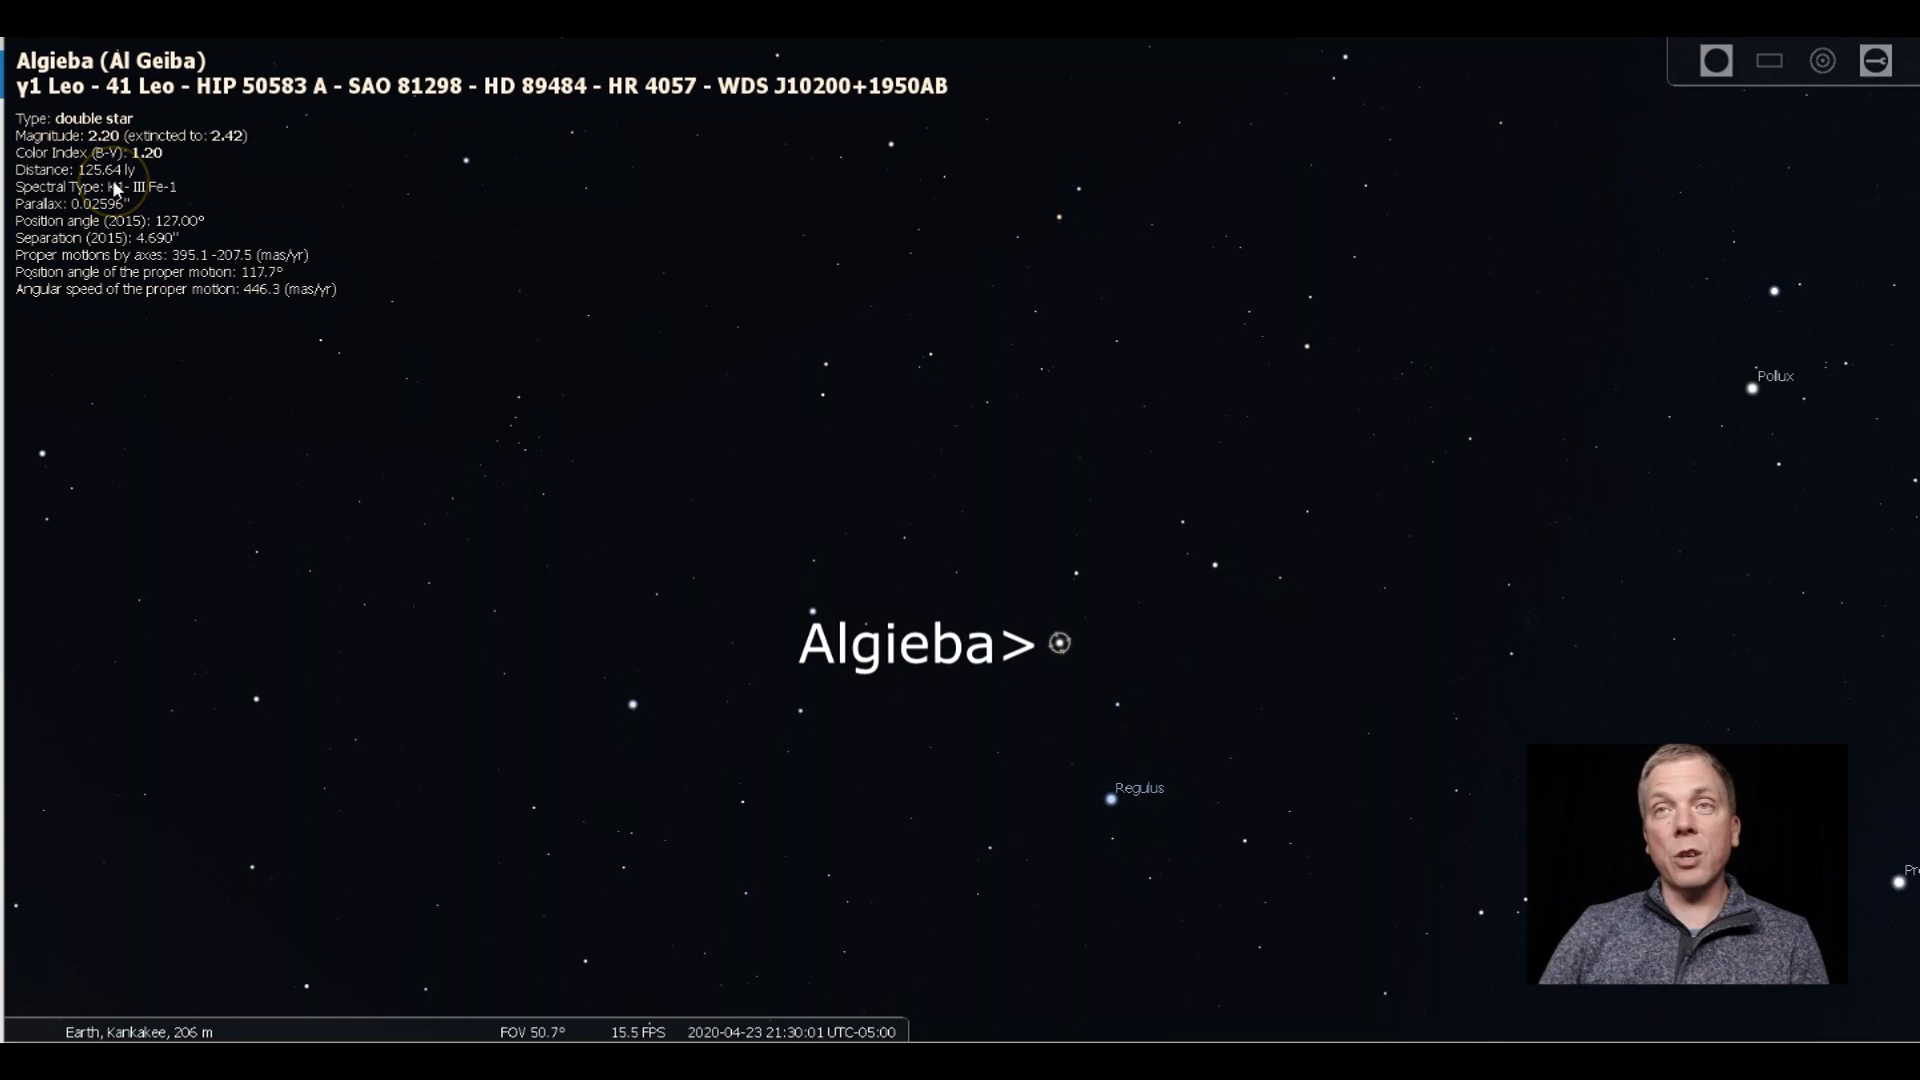 Algieba (Al Geiba)
γ1 Leo - 41 Leo - HIP 50583 A - SAO 81298 - HD 89484 - HR 4057 - WDS J10200+1950AB
Type: double star
Magnitude: 2.20 (extincted to: 2.42)
Color Index (B-V): 1.20
Distance: 125.64 ly
Spectral Type: III Fe-1
Parallax: 0.02596"
Position angle (2015): 127.00°
Separation (2015): 4.690"
Proper motions by axes: 395.1 -207.5 (mas/yr)
Position angle of the proper motion: 117.7°
Angular speed of the proper motion: 446.3 (mas/yr)
Pollux
Algieba>
Regulus
Pr
Earth, Kankakee, 206 m FOV 50.7° 15.5 FPS 2020-04-23 21:30:01 UTC-05:00